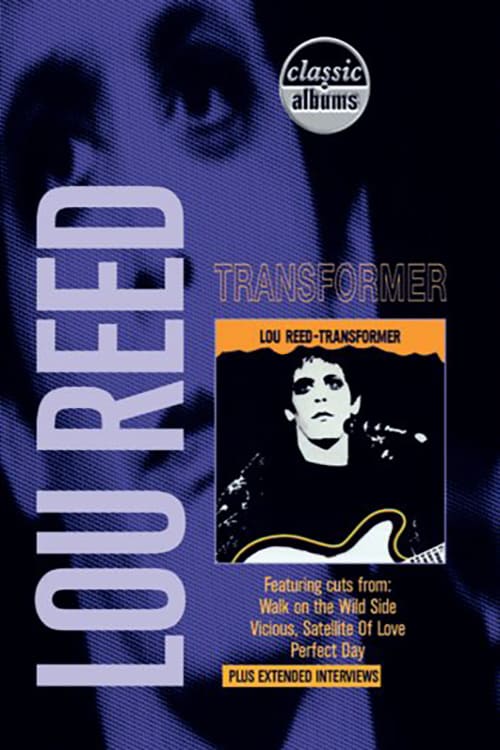 classic
albums
LOU REED
TRANSFORMER
LOU REED-TRANSFORMER
Featuring cuts from:
Walk on the Wild Side
Vicious, Satellite Of Love
Perfect Day
PLUS EXTENDED INTERVIEWS